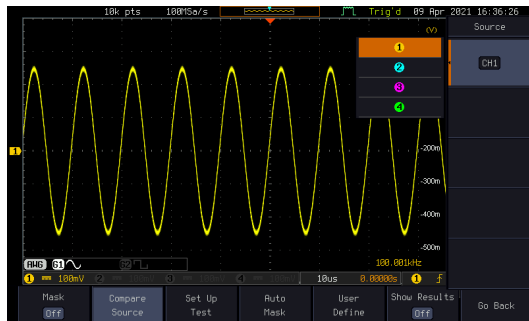 10k pts 100MSa/s Trig'd 09 Apr 2021 16:36:26
Source
(V)
1
CH1
2
3
4
1
-200m
-300m
-400m
-500m
AWG G1 G2
100.001kHz
1 100mV 2 3 4 10us 0.00000s 1
Mask Off
Compare Source
Set Up Test
Auto Mask
User Define
Show Results Off
Go Back